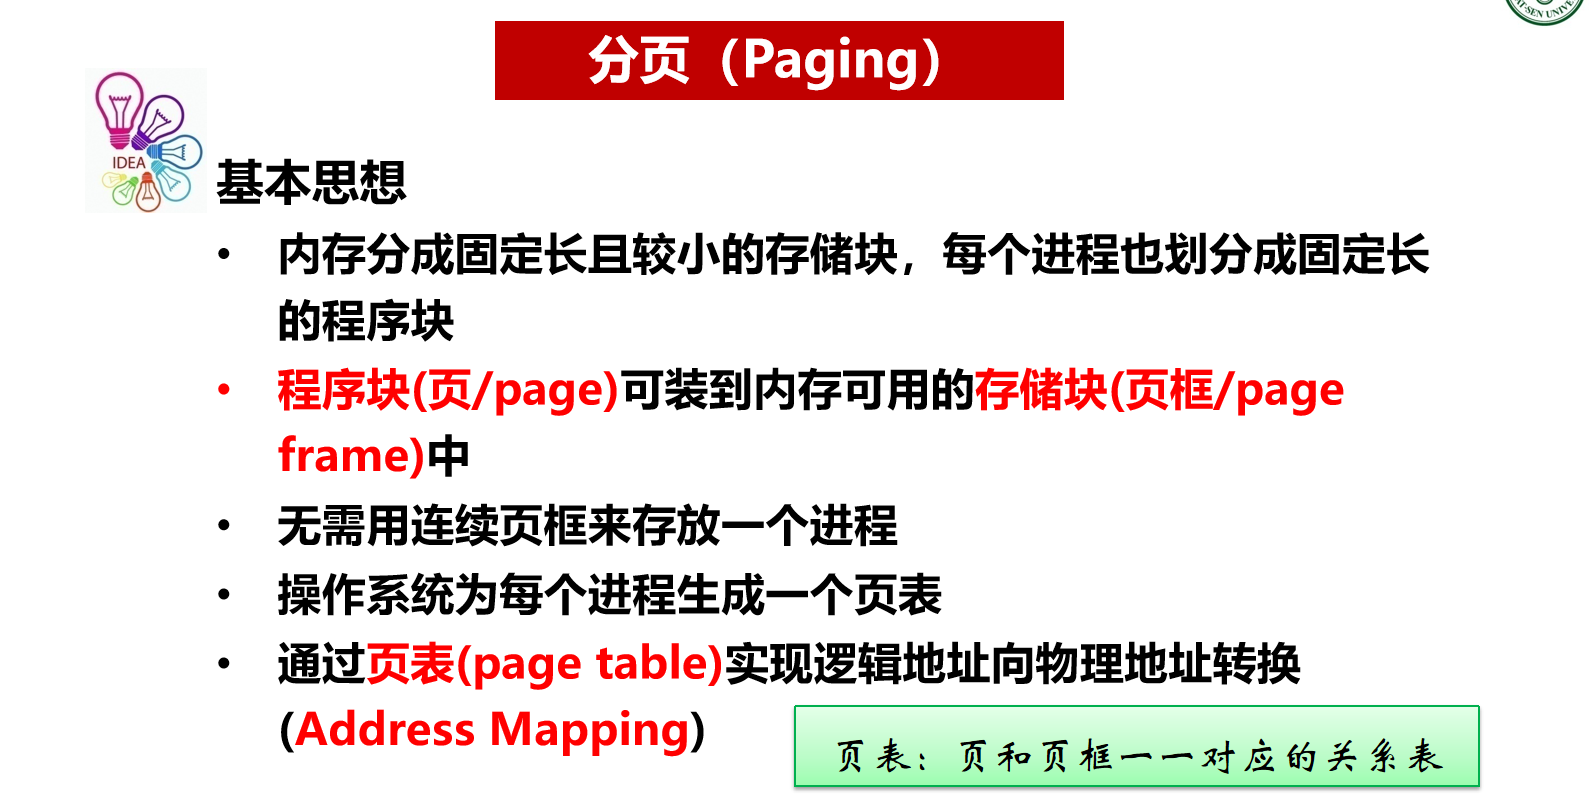 AT-SEN UNIV
分页（Paging）
IDEA
基本思想
• 内存分成固定长且较小的存储块，每个进程也划分成固定长
的程序块
• 程序块(页/page)可装到内存可用的存储块(页框/page
frame)中
• 无需用连续页框来存放一个进程
• 操作系统为每个进程生成一个页表
• 通过页表(page table)实现逻辑地址向物理地址转换
(Address Mapping)
页表：页和页框一一对应的关系表